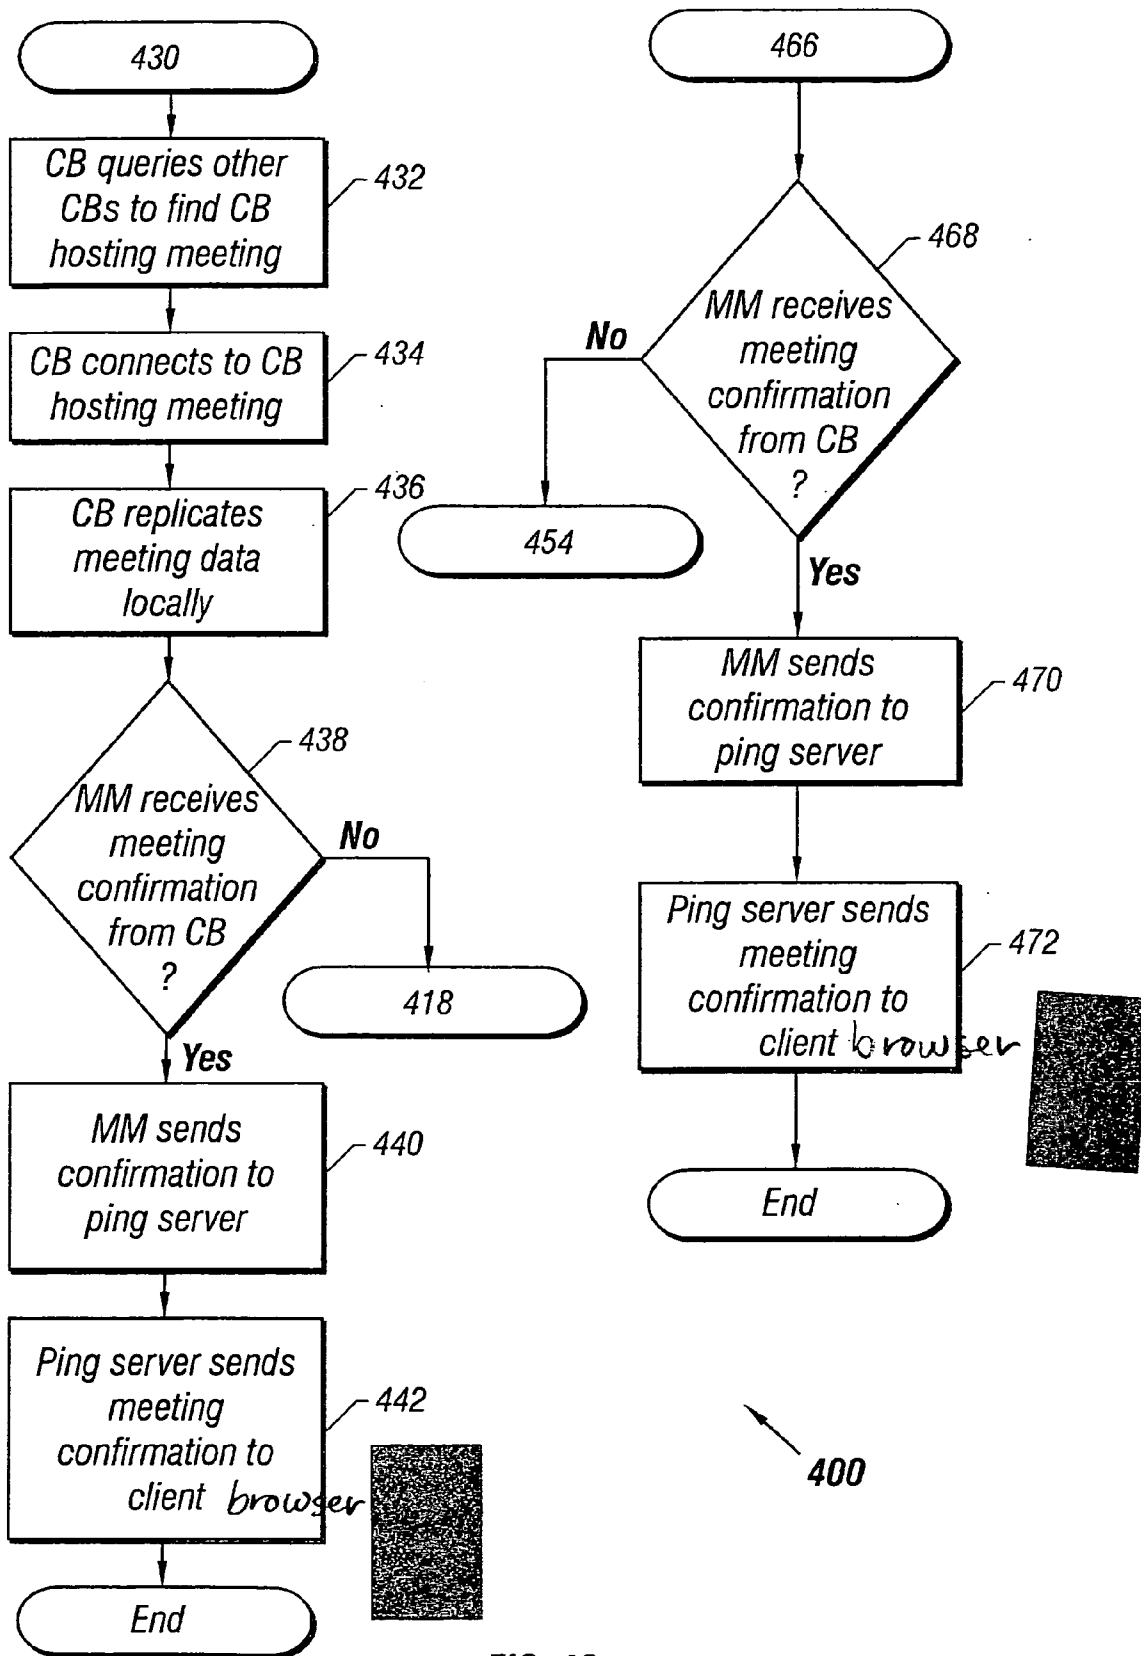 430
CB queries other
CBs to find CB
hosting meeting
432
CB connects to CB
hosting meeting
434
CB replicates
meeting data
locally
436
MM receives
meeting
confirmation
from CB
?
438
No
418
Yes
MM sends
confirmation to
ping server
440
Ping server sends
meeting
confirmation to
client browser
442
End
466
MM receives
meeting
confirmation
from CB
?
468
No
454
Yes
MM sends
confirmation to
ping server
470
Ping server sends
meeting
confirmation to
client browser
472
End
400